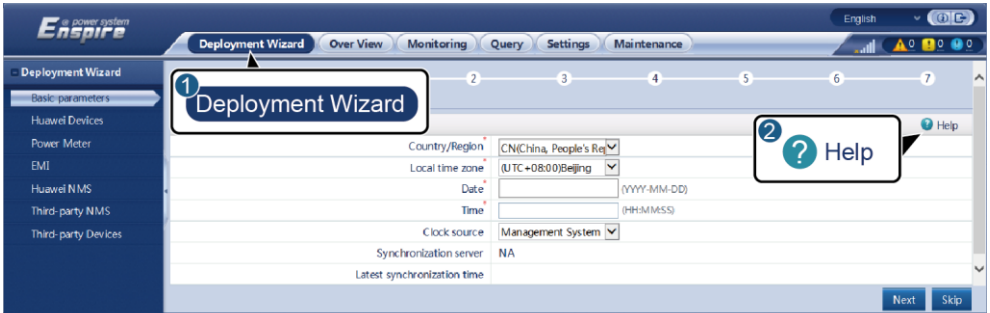 e power system
Enspire
English
Deployment Wizard
Over View
Monitoring
Query
Settings
Maintenance
0
0
0
Deployment Wizard
Basic parameters
Huawei Devices
Power Meter
EMI
Huawei NMS
Third-party NMS
Third-party Devices
1
Deployment Wizard
2
3
4
5
6
7
? Help
2
? Help
Country/Region * CN(China, People's Rep
Local time zone * (UTC+08:00)Beijing
Date * (YYYY-MM-DD)
Time * (HH:MM:SS)
Clock source Management System
Synchronization server NA
Latest synchronization time
Next
Skip